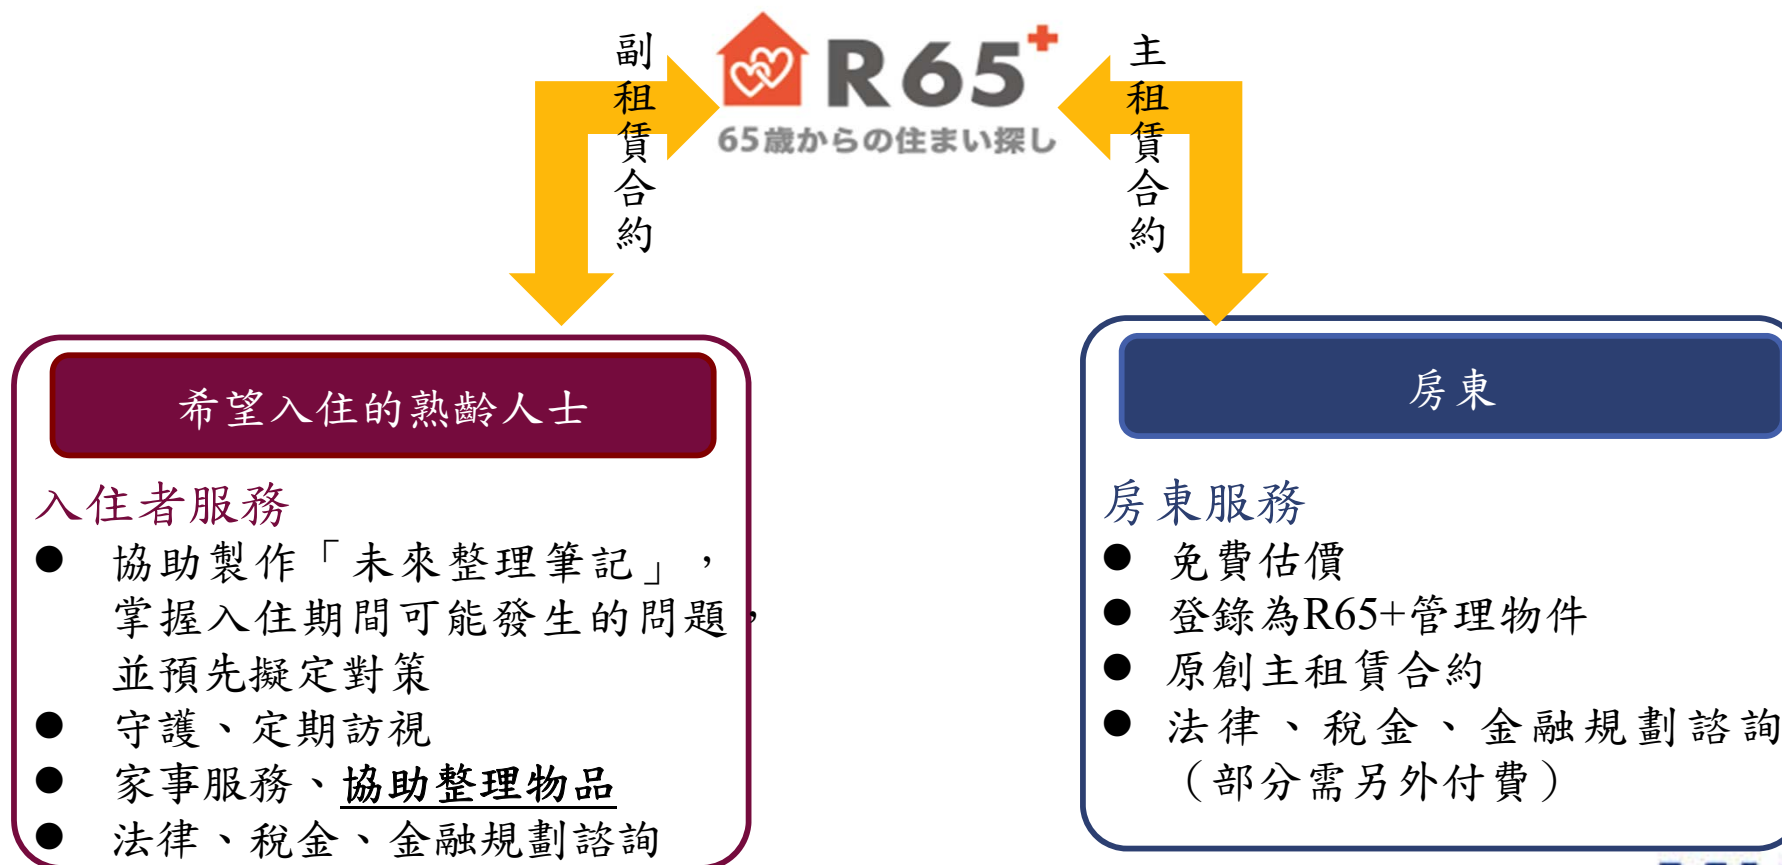 副租賃合約
R65+
65歳からの住まい探し
主租賃合約
希望入住的熟齡人士
入住者服務
● 協助製作「未來整理筆記」，
掌握入住期間可能發生的問題，
並預先擬定對策
● 守護、定期訪視
● 家事服務、協助整理物品
● 法律、稅金、金融規劃諮詢
房東
房東服務
● 免費估價
● 登錄為R65+管理物件
● 原創主租賃合約
● 法律、稅金、金融規劃諮詢
（部分需另外付費）